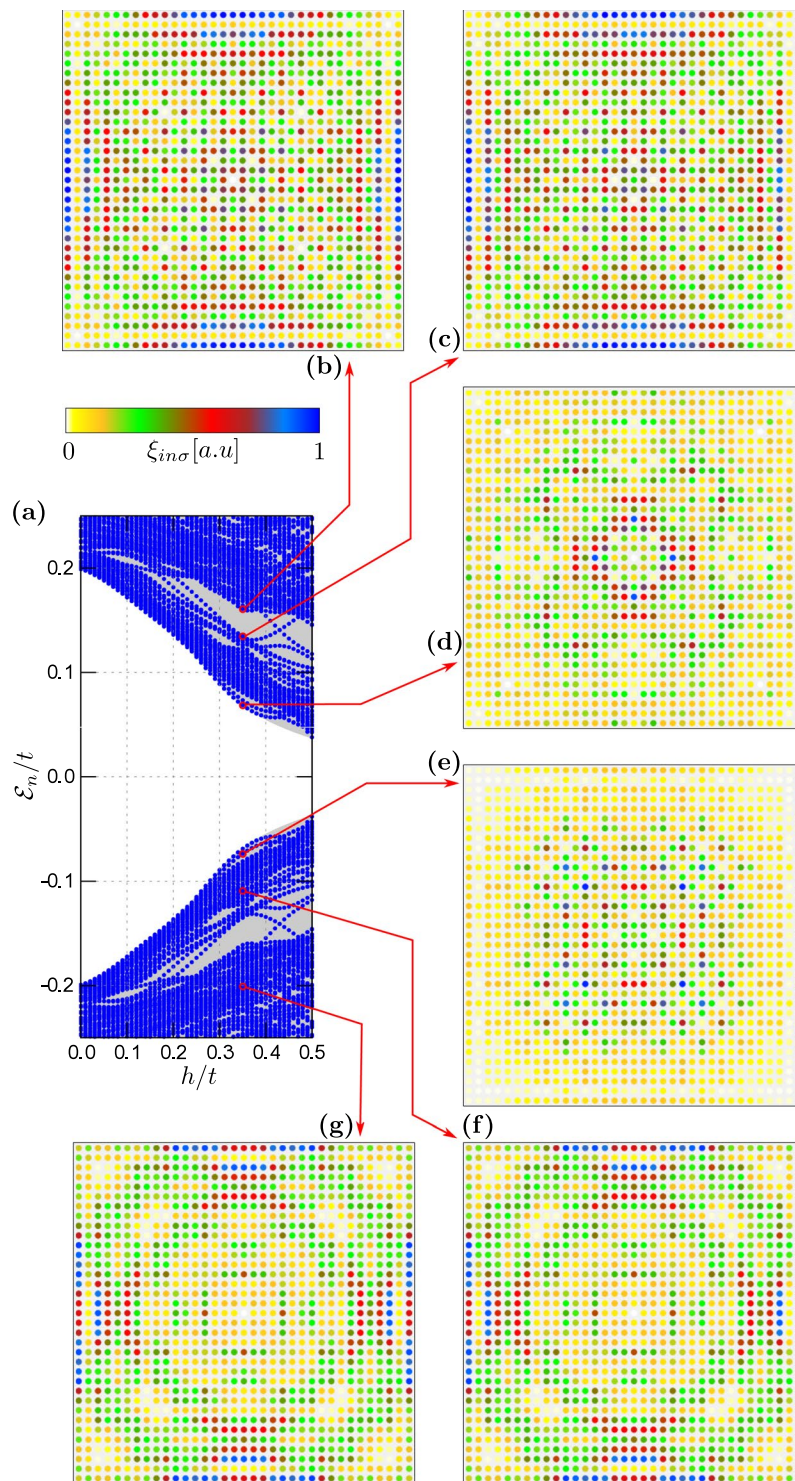 (b)
(c)
0
1
ξ_{inσ}[a.u]
(a)
(d)
0.2
0.1
0.0
-0.1
-0.2
ℰ_n/t
0.0 0.1 0.2 0.3 0.4 0.5
h/t
(e)
(g)
(f)